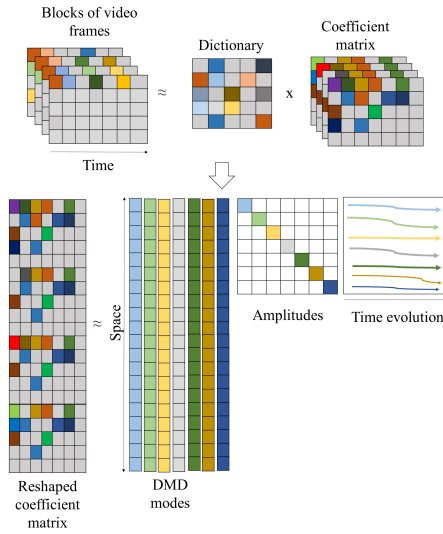 Blocks of video
frames
Dictionary
Coefficient
matrix
≈
x
Time
≈
Space
Amplitudes
Time evolution
Reshaped
coefficient
matrix
DMD
modes